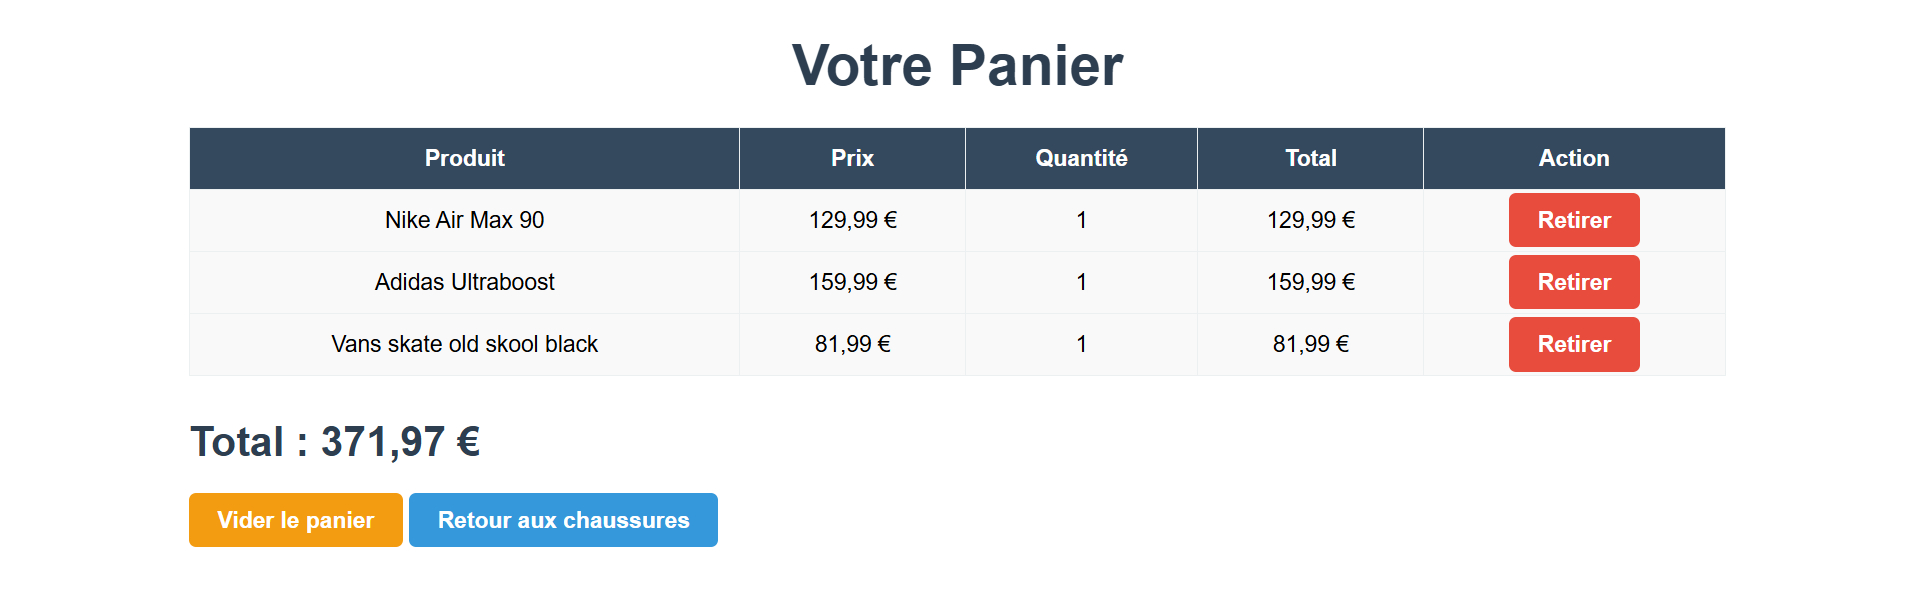 Votre Panier
Produit Prix Quantité Total Action
Nike Air Max 90 129,99 € 1 129,99 € Retirer
Adidas Ultraboost 159,99 € 1 159,99 € Retirer
Vans skate old skool black 81,99 € 1 81,99 € Retirer
Total : 371,97 €
Vider le panier Retour aux chaussures